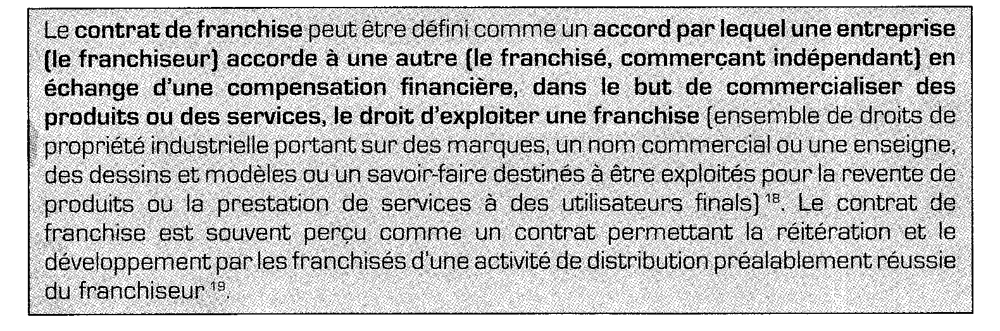 Le contrat de franchise peut être défini comme un accord par lequel une entreprise
(le franchiseur) accorde à une autre (le franchisé, commerçant indépendant) en
échange d'une compensation financière, dans le but de commercialiser des
produits ou des services, le droit d'exploiter une franchise (ensemble de droits de
propriété industrielle portant sur des marques, un nom commercial ou une enseigne,
des dessins et modèles ou un savoir-faire destinés à être exploités pour la revente de
produits ou la prestation de services à des utilisateurs finals) 18. Le contrat de
franchise est souvent perçu comme un contrat permettant la réitération et le
développement par les franchisés d'une activité de distribution préalablement réussie
du franchiseur 19.